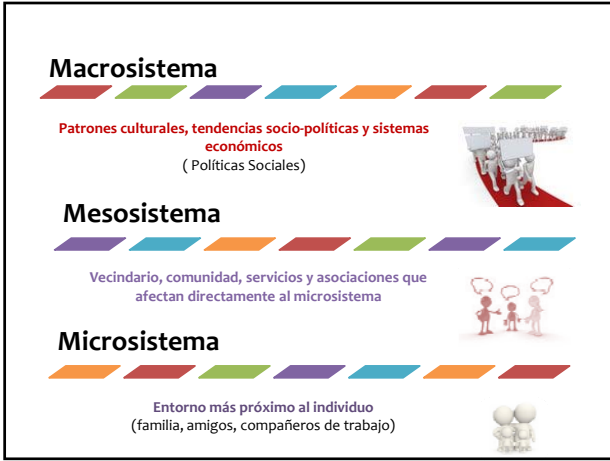 Macrosistema
Patrones culturales, tendencias socio-políticas y sistemas
económicos
( Políticas Sociales)
Mesosistema
Vecindario, comunidad, servicios y asociaciones que
afectan directamente al microsistema
Microsistema
Entorno más próximo al individuo
(familia, amigos, compañeros de trabajo)